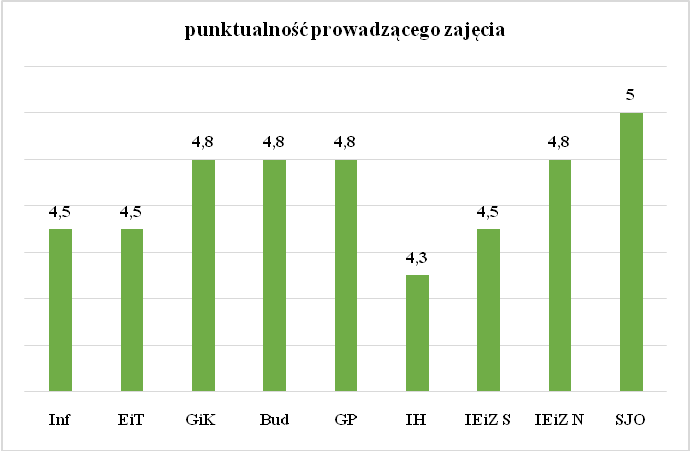 punktualność prowadzącego zajęcia
5
4,8 4,8 4,8 4,8
4,5 4,5 4,5
4,3
Inf EiT GiK Bud GP IH IEiZ S IEiZ N SJO